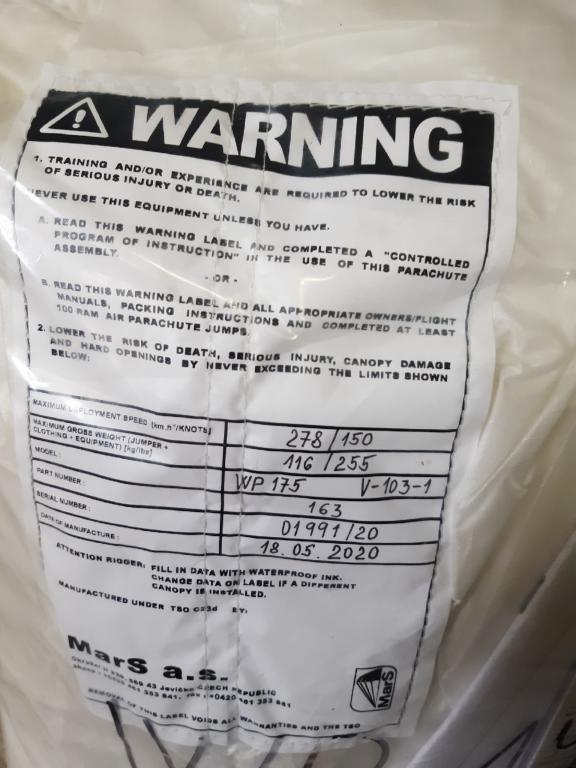 WARNING
1. TRAINING AND/OR EXPERIENCE ARE REQUIRED TO LOWER THE RISK
OF SERIOUS INJURY OR DEATH.
NEVER USE THIS EQUIPMENT UNLESS YOU HAVE.
A. READ THIS WARNING LABEL AND COMPLETED A "CONTROLLED
PROGRAM OF INSTRUCTION" IN THE USE OF THIS PARACHUTE
ASSEMBLY.
- OR -
B. READ THIS WARNING LABEL AND ALL APPROPRIATE OWNERS/FLIGHT
MANUALS, PACKING INSTRUCTIONS AND COMPLETED AT LEAST
100 RAM AIR PARACHUTE JUMPS.
2. LOWER THE RISK OF DEATH, SERIOUS INJURY, CANOPY DAMAGE
AND HARD OPENINGS BY NEVER EXCEEDING THE LIMITS SHOWN
BELOW:
MAXIMUM DEPLOYMENT SPEED [km.h⁻¹/KNOTS] 278/150
MAXIMUM GROSS WEIGHT (JUMPER +
CLOTHING + EQUIPMENT) [kg/lbs] 116/255
MODEL: WP 175 V-103-1
PART NUMBER: 163
SERIAL NUMBER: 01991/20
DATE OF MANUFACTURE: 18.05.2020
ATTENTION RIGGER: FILL IN DATA WITH WATERPROOF INK.
CHANGE DATA ON LABEL IF A DIFFERENT
CANOPY IS INSTALLED.
MANUFACTURED UNDER TSO C23d BY:
MarS a.s.
569 43 Jevíčko CZECH REPUBLIC
MarS
REMOVAL OF THIS LABEL VOIDS ALL WARRANTIES AND THE TSO